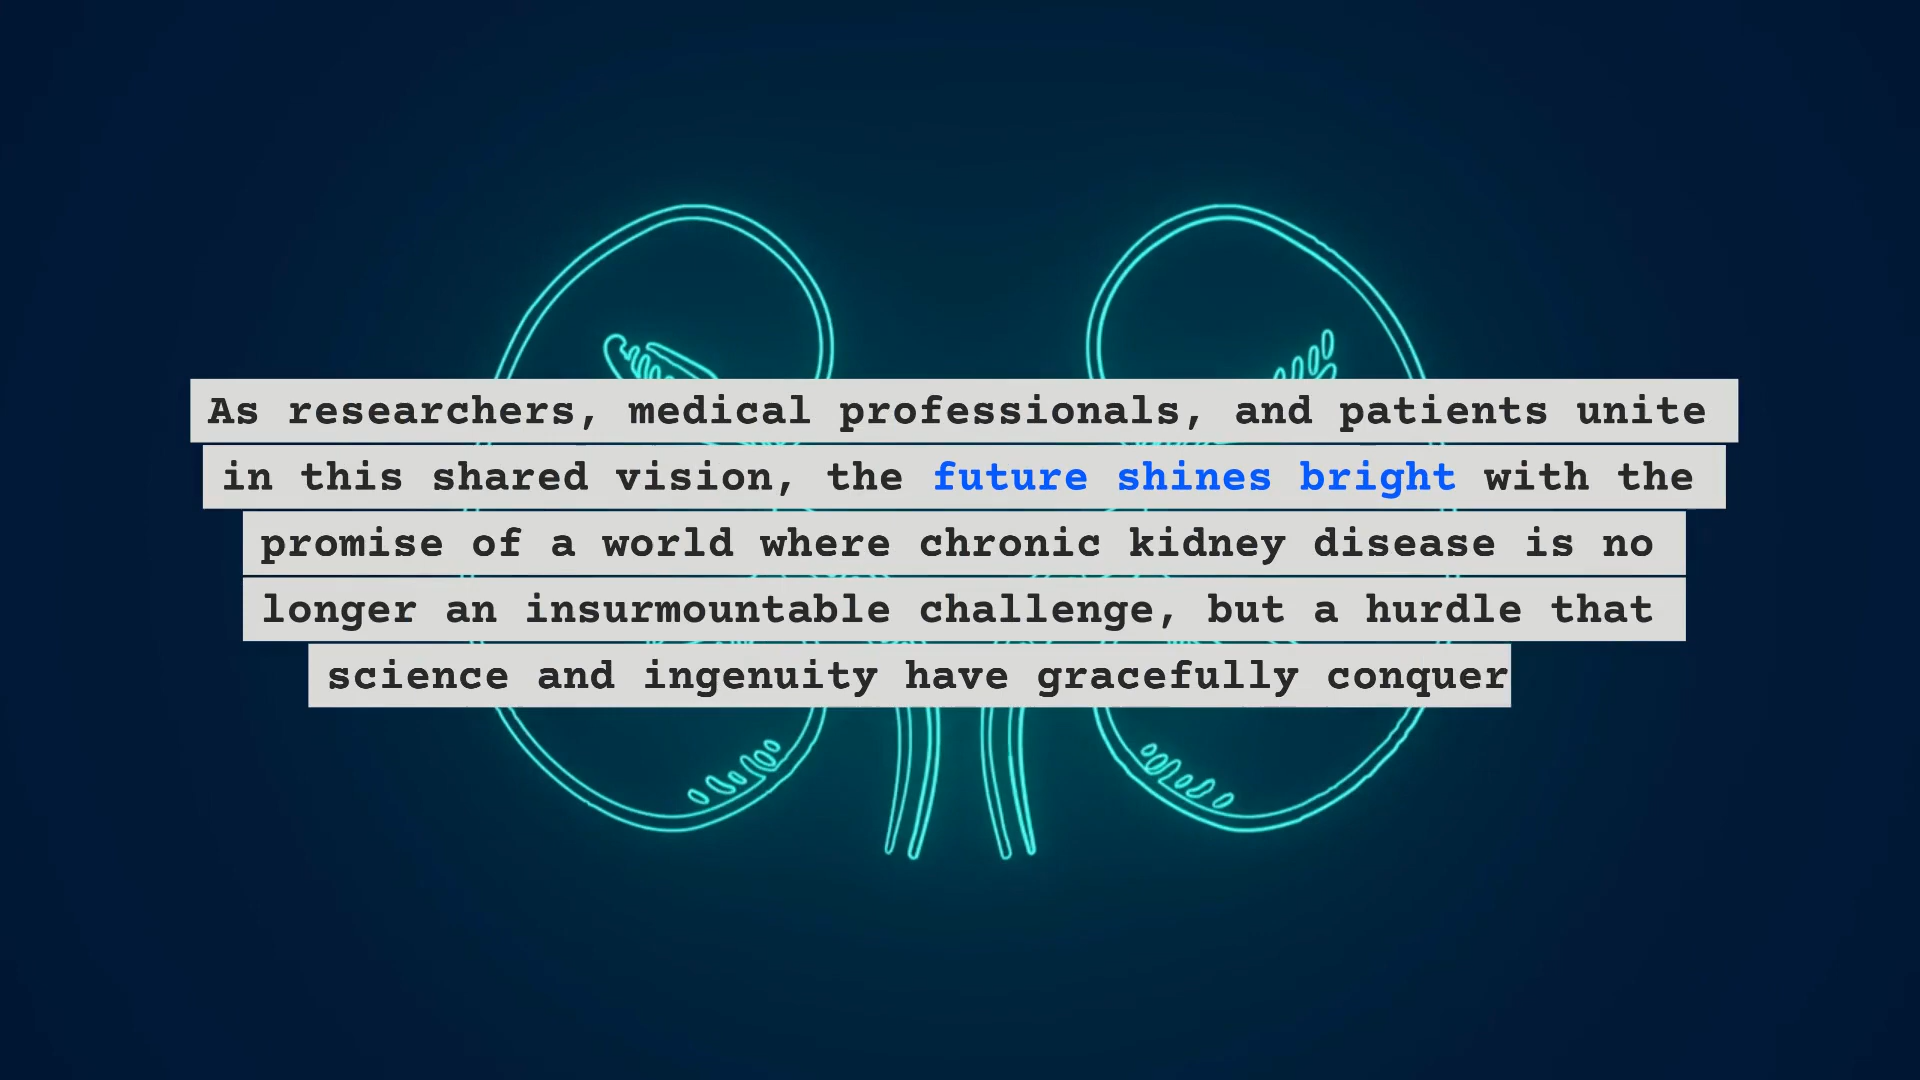 As researchers, medical professionals, and patients unite
in this shared vision, the future shines bright with the
promise of a world where chronic kidney disease is no
longer an insurmountable challenge, but a hurdle that
science and ingenuity have gracefully conquer